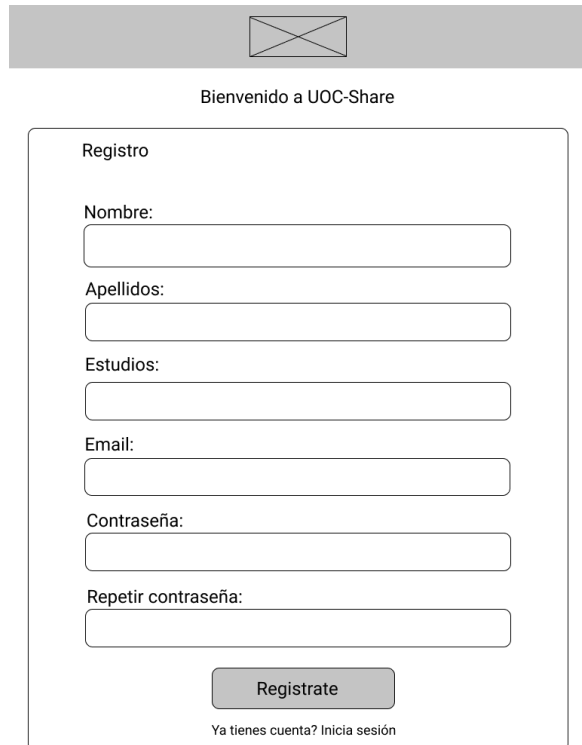 Bienvenido a UOC-Share
Registro
Nombre:
Apellidos:
Estudios:
Email:
Contraseña:
Repetir contraseña:
Registrate
Ya tienes cuenta? Inicia sesión